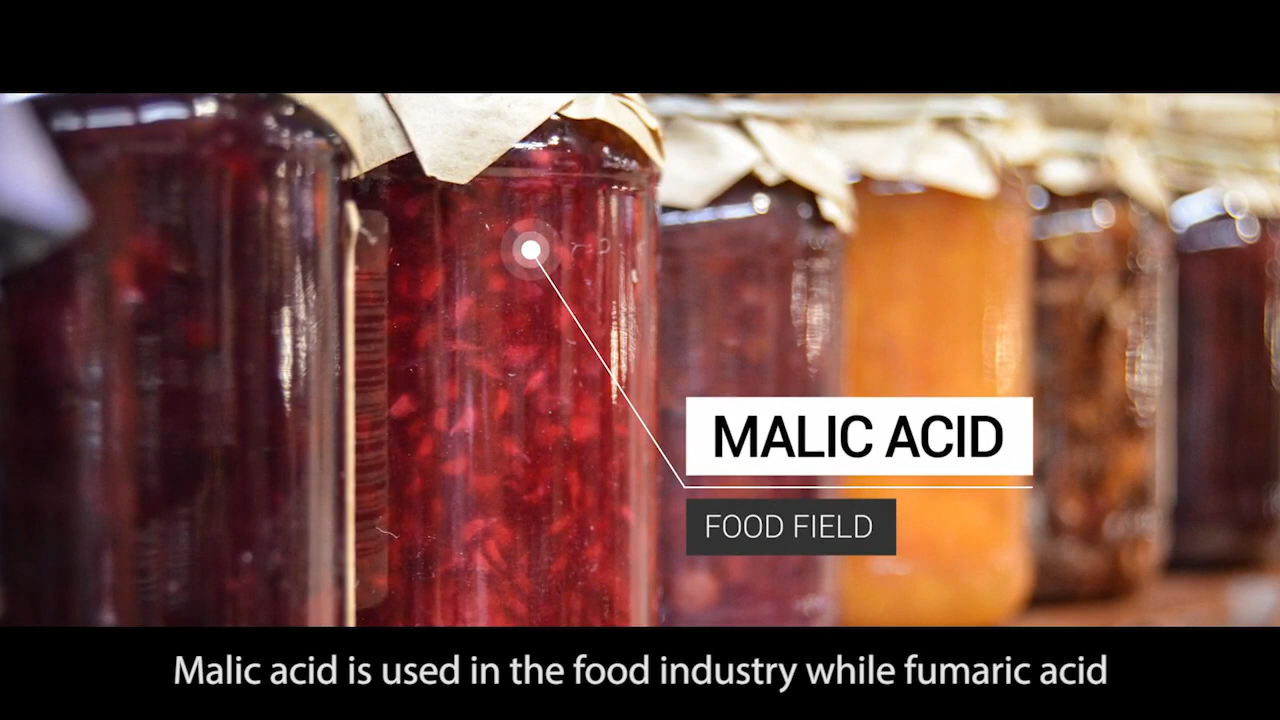 MALIC ACID
FOOD FIELD
Malic acid is used in the food industry while fumaric acid